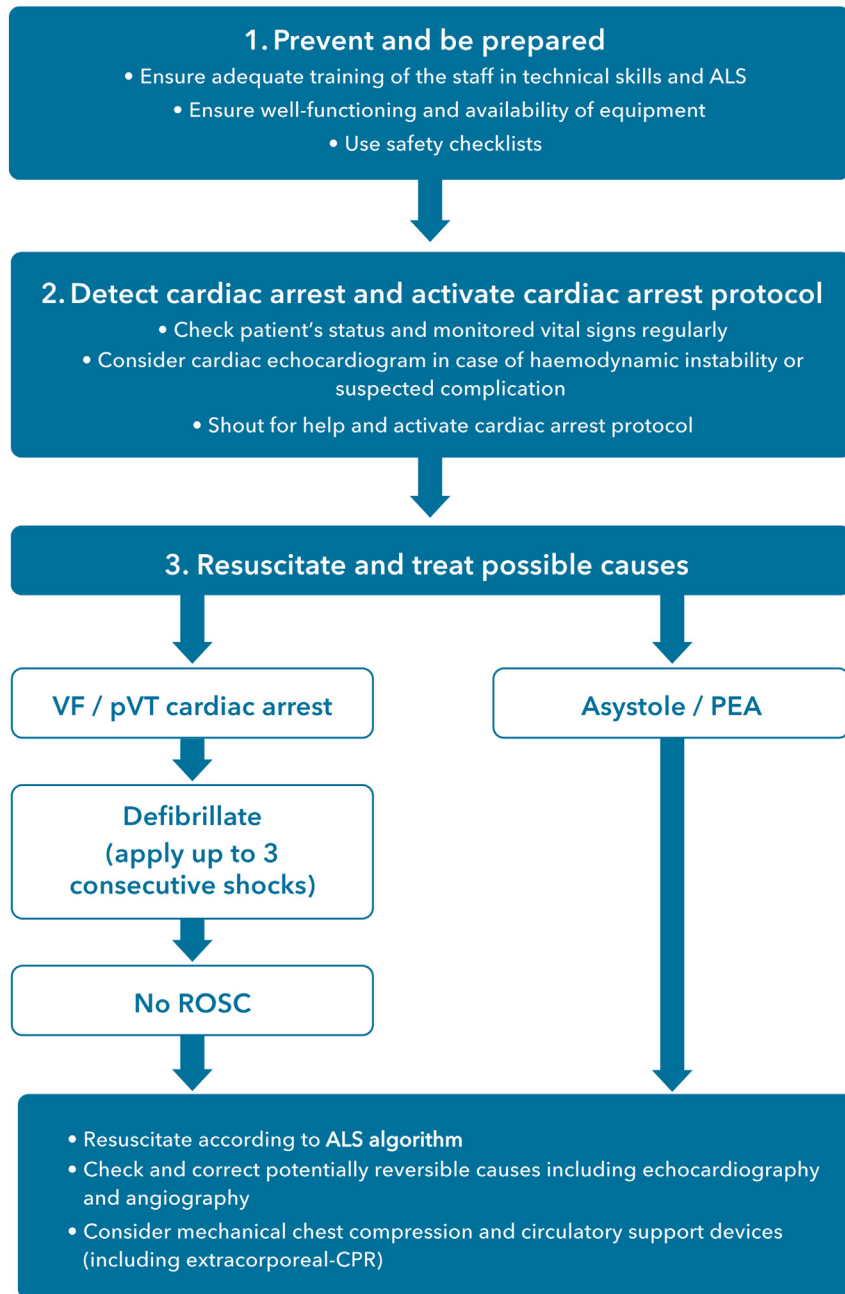 1. Prevent and be prepared
• Ensure adequate training of the staff in technical skills and ALS
• Ensure well-functioning and availability of equipment
• Use safety checklists
2. Detect cardiac arrest and activate cardiac arrest protocol
• Check patient’s status and monitored vital signs regularly
• Consider cardiac echocardiogram in case of haemodynamic instability or
suspected complication
• Shout for help and activate cardiac arrest protocol
3. Resuscitate and treat possible causes
VF / pVT cardiac arrest
Asystole / PEA
Defibrillate
(apply up to 3
consecutive shocks)
No ROSC
• Resuscitate according to ALS algorithm
• Check and correct potentially reversible causes including echocardiography
and angiography
• Consider mechanical chest compression and circulatory support devices
(including extracorporeal-CPR)